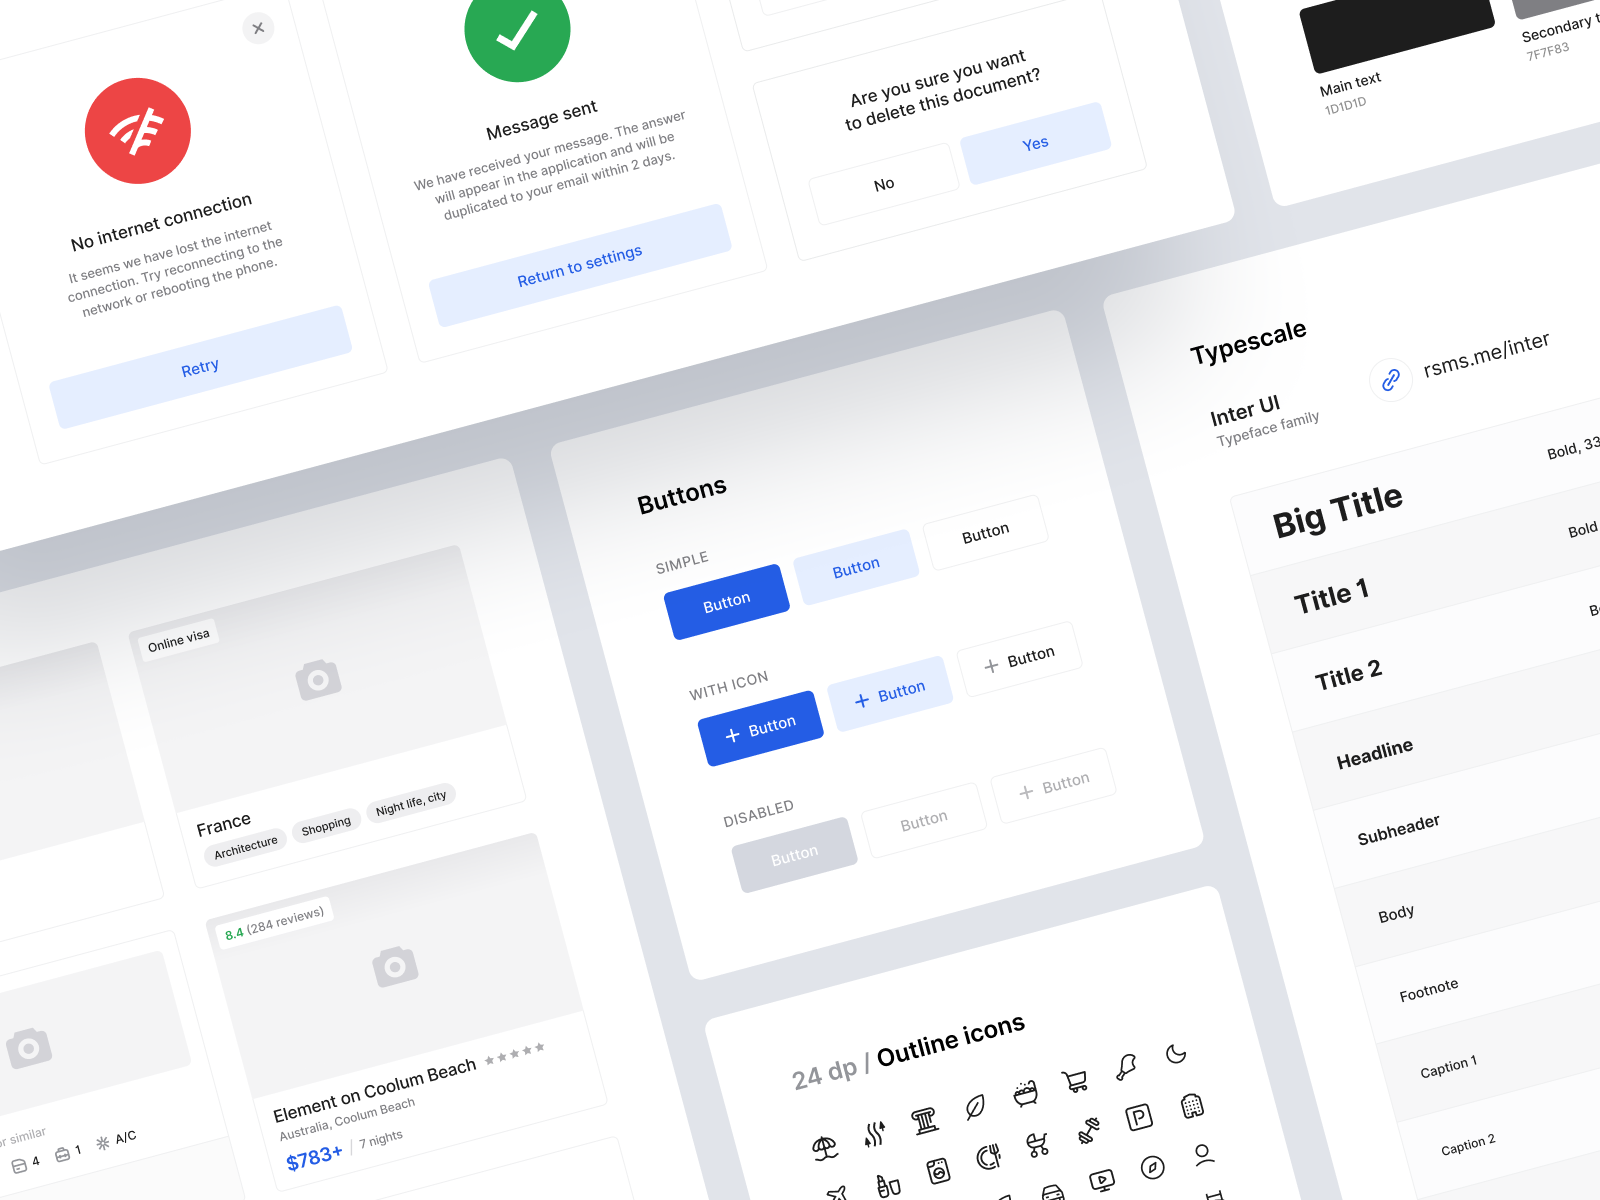 No internet connection
It seems we have lost the internet
connection. Try reconnecting to the
network or rebooting the phone.
Retry
Message sent
We have received your message. The answer
will appear in the application and will be
duplicated to your email within 2 days.
Return to settings
Are you sure you want
to delete this document?
No
Yes
Main text
1D1D1D
Secondary
7F7F83
Online visa
France
Architecture
Shopping
Night life, city
8.4 (284 reviews)
Element on Coolum Beach
Australia, Coolum Beach
$783+
7 nights
or similar
4
1
A/C
Buttons
SIMPLE
Button
Button
Button
WITH ICON
Button
Button
Button
DISABLED
Button
Button
Button
24 dp / Outline icons
P
Typescale
Inter UI
Typeface family
rsms.me/inter
Big Title
Bold, 33
Title 1
Bold
Title 2
Headline
Subheader
Body
Footnote
Caption 1
Caption 2